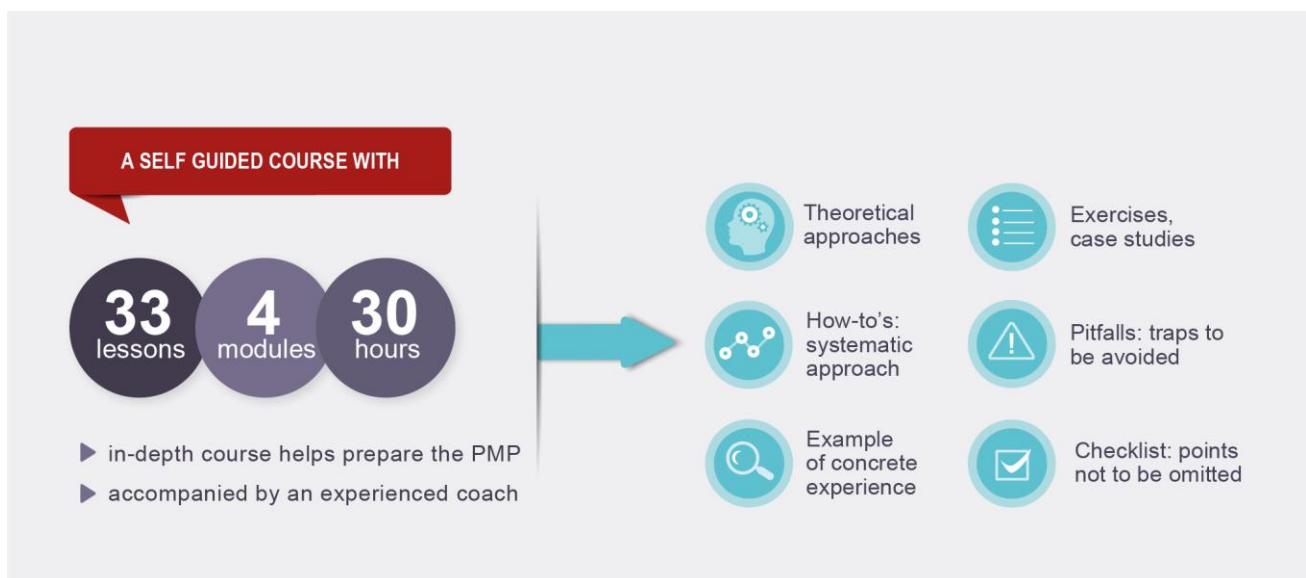 A SELF GUIDED COURSE WITH
33
lessons
4
modules
30
hours
in-depth course helps prepare the PMP
accompanied by an experienced coach
Theoretical
approaches
How-to's:
systematic
approach
Example
of concrete
experience
Exercises,
case studies
Pitfalls: traps to
be avoided
Checklist: points
not to be omitted